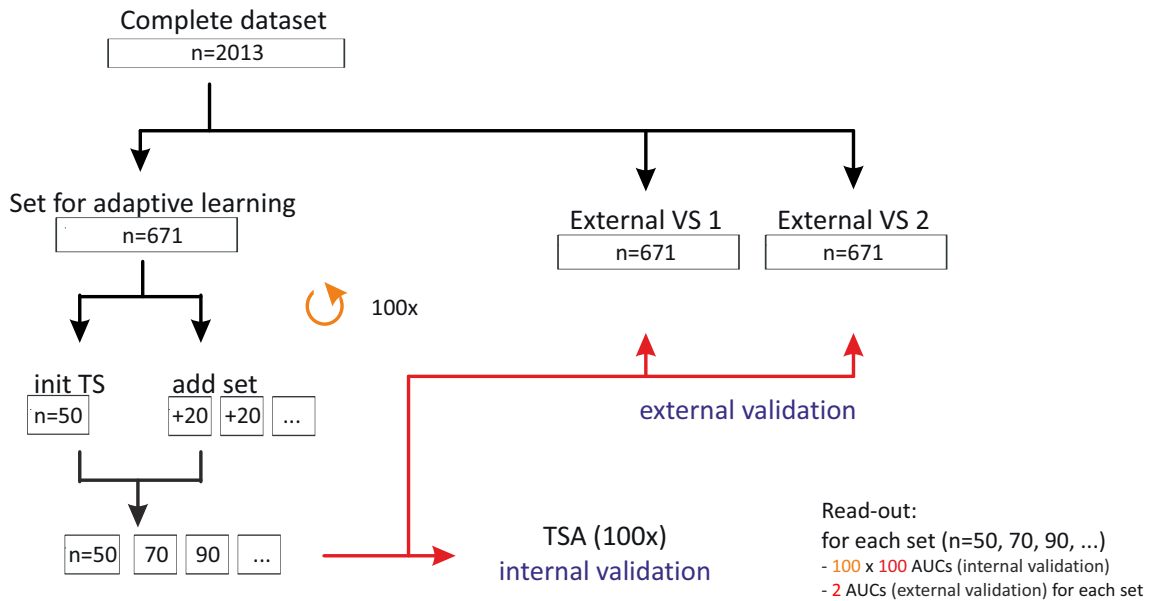 Complete dataset
n=2013
Set for adaptive learning
n=671
External VS 1
n=671
External VS 2
n=671
100x
init TS
n=50
add set
+20 +20 ...
external validation
n=50 70 90 ...
TSA (100x)
internal validation
Read-out:
for each set (n=50, 70, 90, ...)
- 100 x 100 AUCs (internal validation)
- 2 AUCs (external validation) for each set